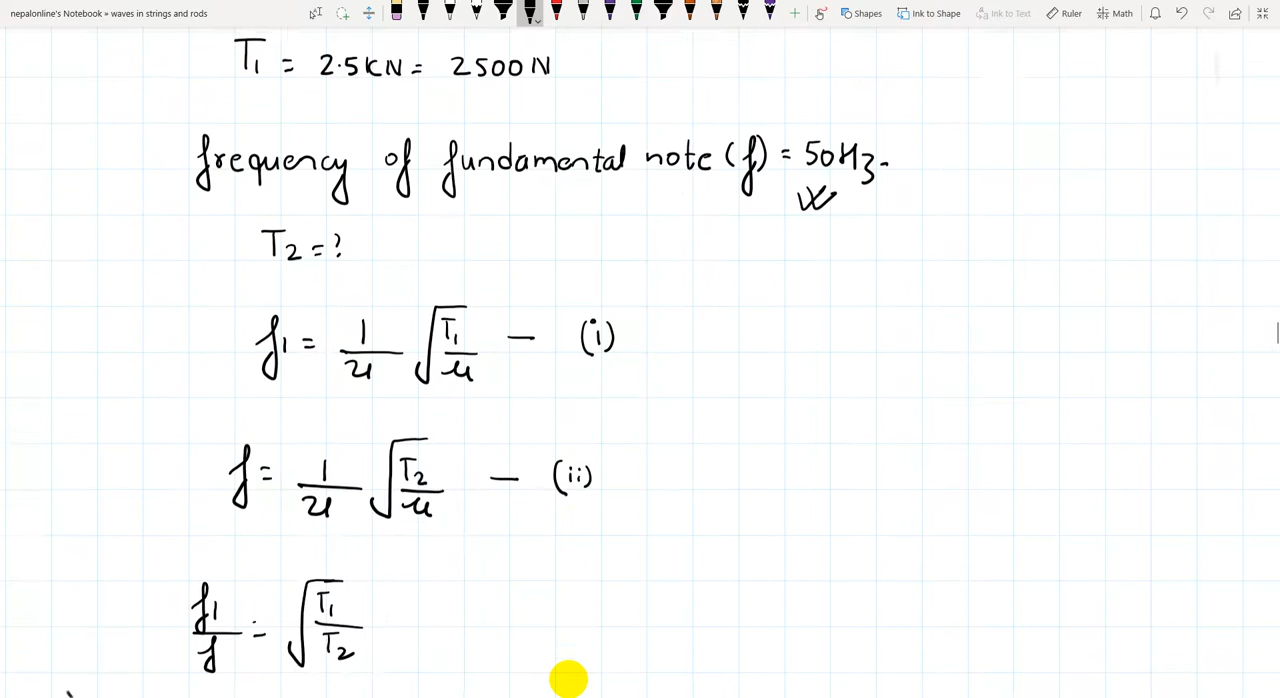 nepalonline's Notebook » waves in strings and rods
Shapes Ink to Shape Ink to Text Ruler Math
T₁ = 2.5KN = 2500N
frequency of fundamental note (f) = 50Hz.
T₂ = ?
f₁ = 1/2l √(T₁/μ) — (i)
f = 1/2l √(T₂/μ) — (ii)
f₁/f = √(T₁/T₂)